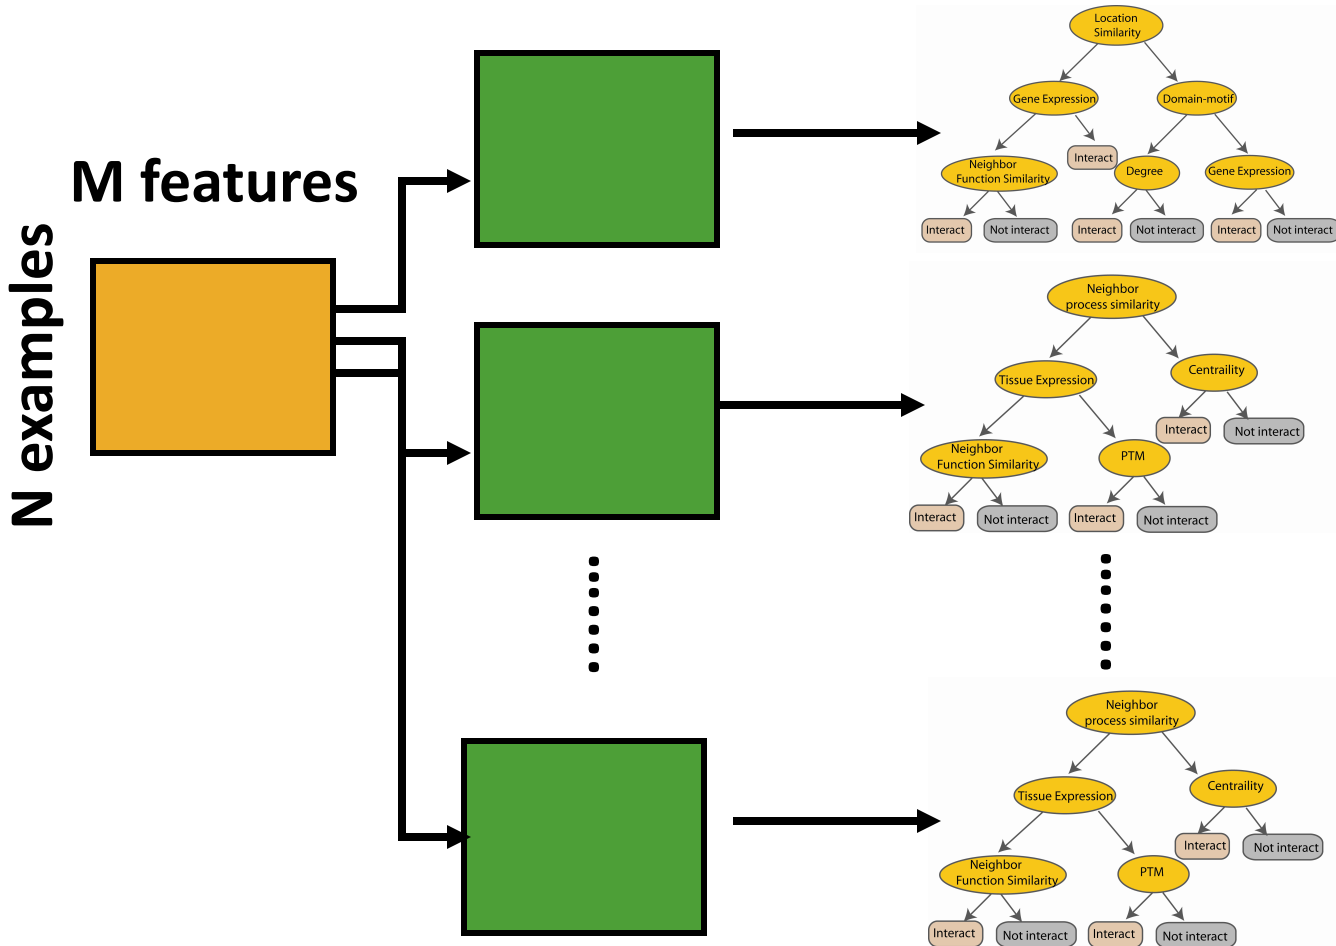 M features
N examples
Location
Similarity
Gene Expression
Domain-motif
Interact
Neighbor
Function Similarity
Degree
Gene Expression
Interact
Not interact
Interact
Not interact
Interact
Not interact
Neighbor
process similarity
Tissue Expression
Centraility
Interact
Not interact
Neighbor
Function Similarity
PTM
Interact
Not interact
Interact
Not interact
Neighbor
process similarity
Tissue Expression
Centraility
Interact
Not interact
Neighbor
Function Similarity
PTM
Interact
Not interact
Interact
Not interact